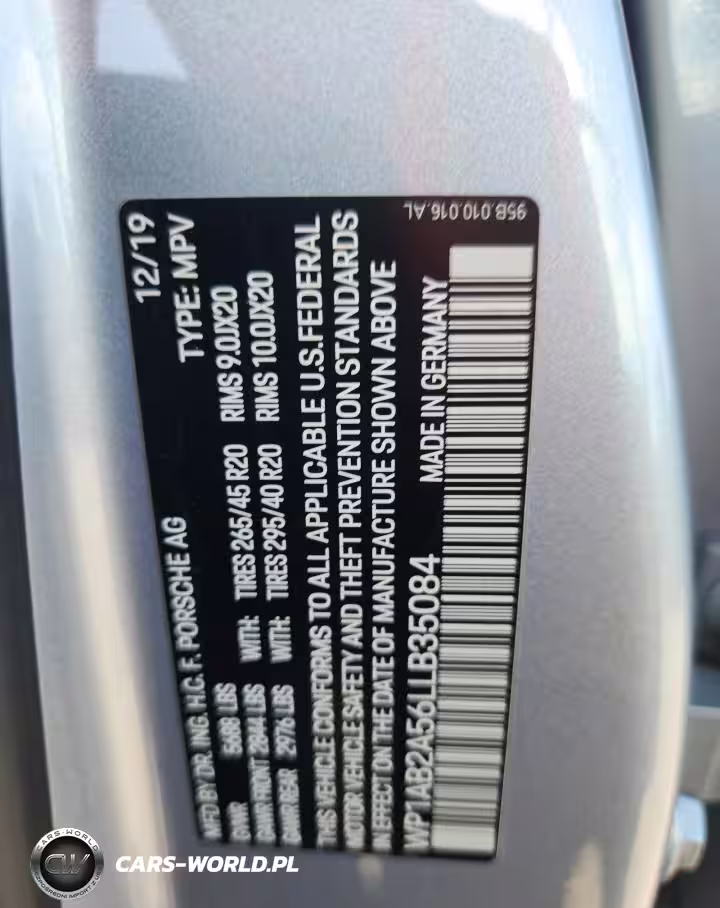 MFD BY DR. ING. H.C. F. PORSCHE AG 12/19
GVWR 5688 LBS TYPE: MPV
GAWR FRONT 2844 LBS WITH: TIRES 265/45 R20 RIMS 9.0JX20
GAWR REAR 2976 LBS WITH: TIRES 295/40 R20 RIMS 10.0JX20
THIS VEHICLE CONFORMS TO ALL APPLICABLE U.S.FEDERAL
MOTOR VEHICLE SAFETY AND THEFT PREVENTION STANDARDS
IN EFFECT ON THE DATE OF MANUFACTURE SHOWN ABOVE
WP1AB2A56LLB35084 MADE IN GERMANY
95B.010.016.AL
CARS-WORLD
CW
CARS-WORLD.PL